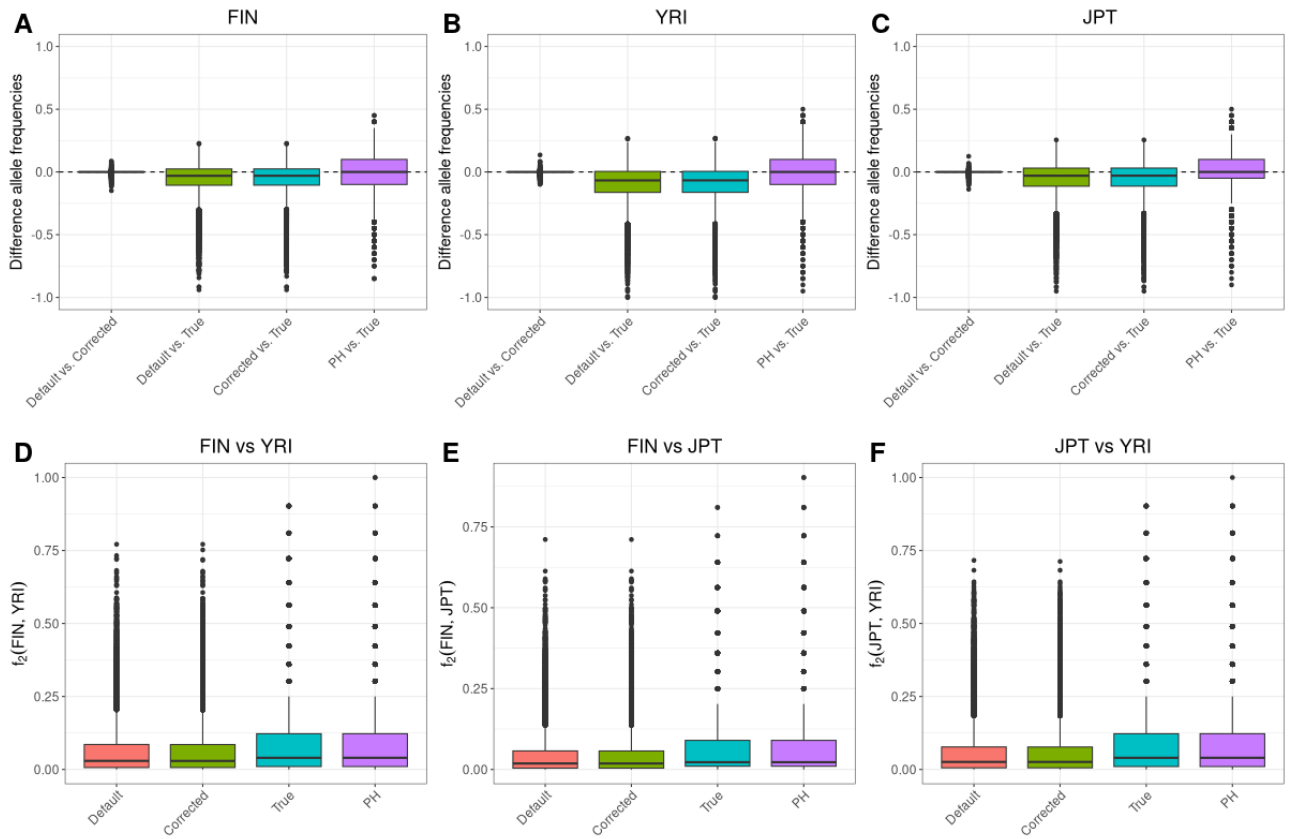 A
FIN
Difference allele frequencies
1.0
0.5
0.0
-0.5
-1.0
Default vs. Corrected
Default vs. True
Corrected vs. True
PH vs. True
B
YRI
Difference allele frequencies
1.0
0.5
0.0
-0.5
-1.0
Default vs. Corrected
Default vs. True
Corrected vs. True
PH vs. True
C
JPT
Difference allele frequencies
1.0
0.5
0.0
-0.5
-1.0
Default vs. Corrected
Default vs. True
Corrected vs. True
PH vs. True
D
FIN vs YRI
f₂(FIN, YRI)
1.00
0.75
0.50
0.25
0.00
Default
Corrected
True
PH
E
FIN vs JPT
f₂(FIN, JPT)
0.75
0.50
0.25
0.00
Default
Corrected
True
PH
F
JPT vs YRI
f₂(JPT, YRI)
1.00
0.75
0.50
0.25
0.00
Default
Corrected
True
PH